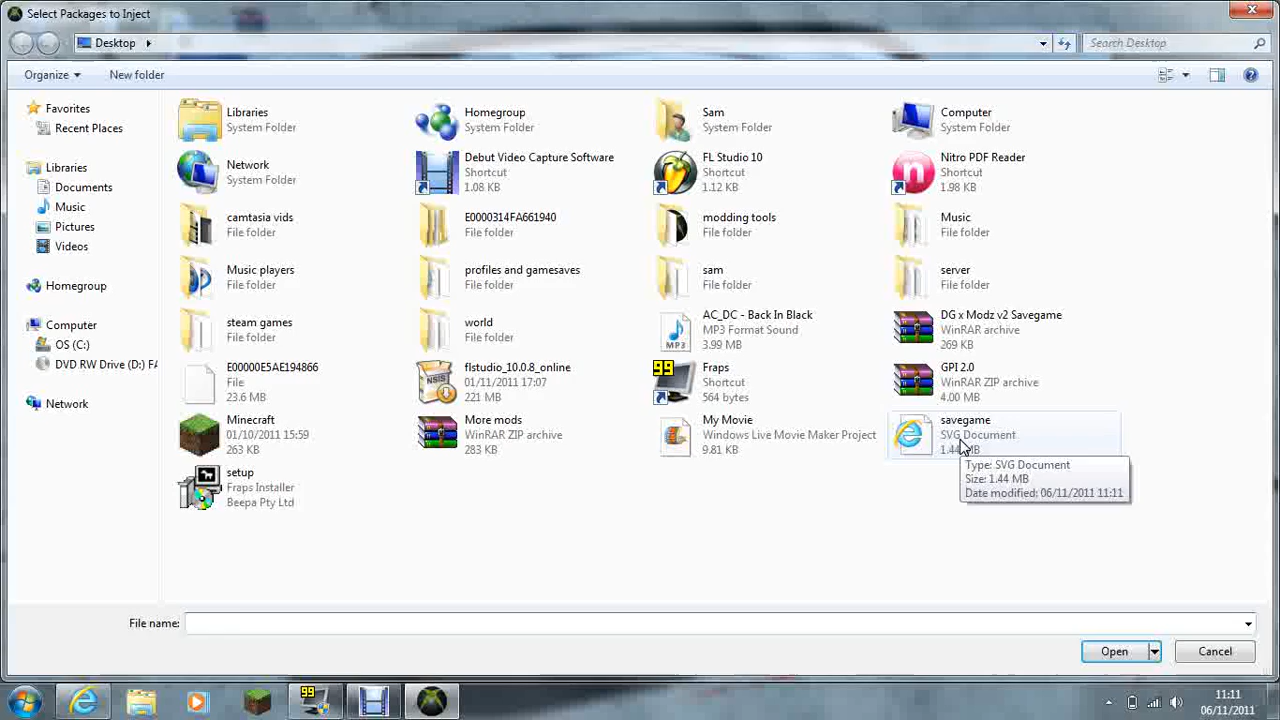 Select Packages to Inject
Desktop
Search Desktop
Organize
New folder
Favorites
Recent Places
Libraries
Documents
Music
Pictures
Videos
Homegroup
Computer
OS (C:)
DVD RW Drive (D:) FA
Network
Libraries
System Folder
Homegroup
System Folder
Sam
System Folder
Computer
System Folder
Network
System Folder
Debut Video Capture Software
Shortcut
1.08 KB
FL Studio 10
Shortcut
1.12 KB
Nitro PDF Reader
Shortcut
1.98 KB
camtasia vids
File folder
E0000314FA661940
File folder
modding tools
File folder
Music
File folder
Music players
File folder
profiles and gamesaves
File folder
sam
File folder
server
File folder
steam games
File folder
world
File folder
AC_DC - Back In Black
MP3 Format Sound
3.99 MB
DG x Modz v2 Savegame
WinRAR archive
269 KB
E00000E5AE194866
File
23.6 MB
flstudio_10.0.8_online
01/11/2011 17:07
221 MB
Fraps
Shortcut
564 bytes
GPI 2.0
WinRAR ZIP archive
4.00 MB
Minecraft
01/10/2011 15:59
263 KB
More mods
WinRAR ZIP archive
283 KB
My Movie
Windows Live Movie Maker Project
9.81 KB
savegame
SVG Document
1.44 MB
Type: SVG Document
Size: 1.44 MB
Date modified: 06/11/2011 11:11
setup
Fraps Installer
Beepa Pty Ltd
File name:
Open
Cancel
11:11
06/11/2011